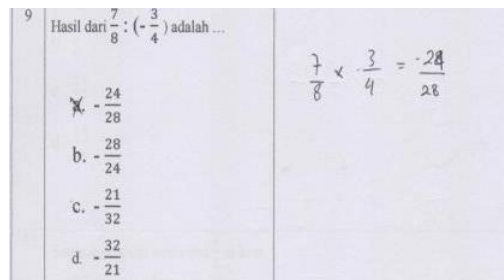 9
Hasil dari 7/8 : (- 3/4) adalah ...
a. - 24/28
b. - 28/24
c. - 21/32
d. - 32/21
7/8 × -3/4 = -28/28